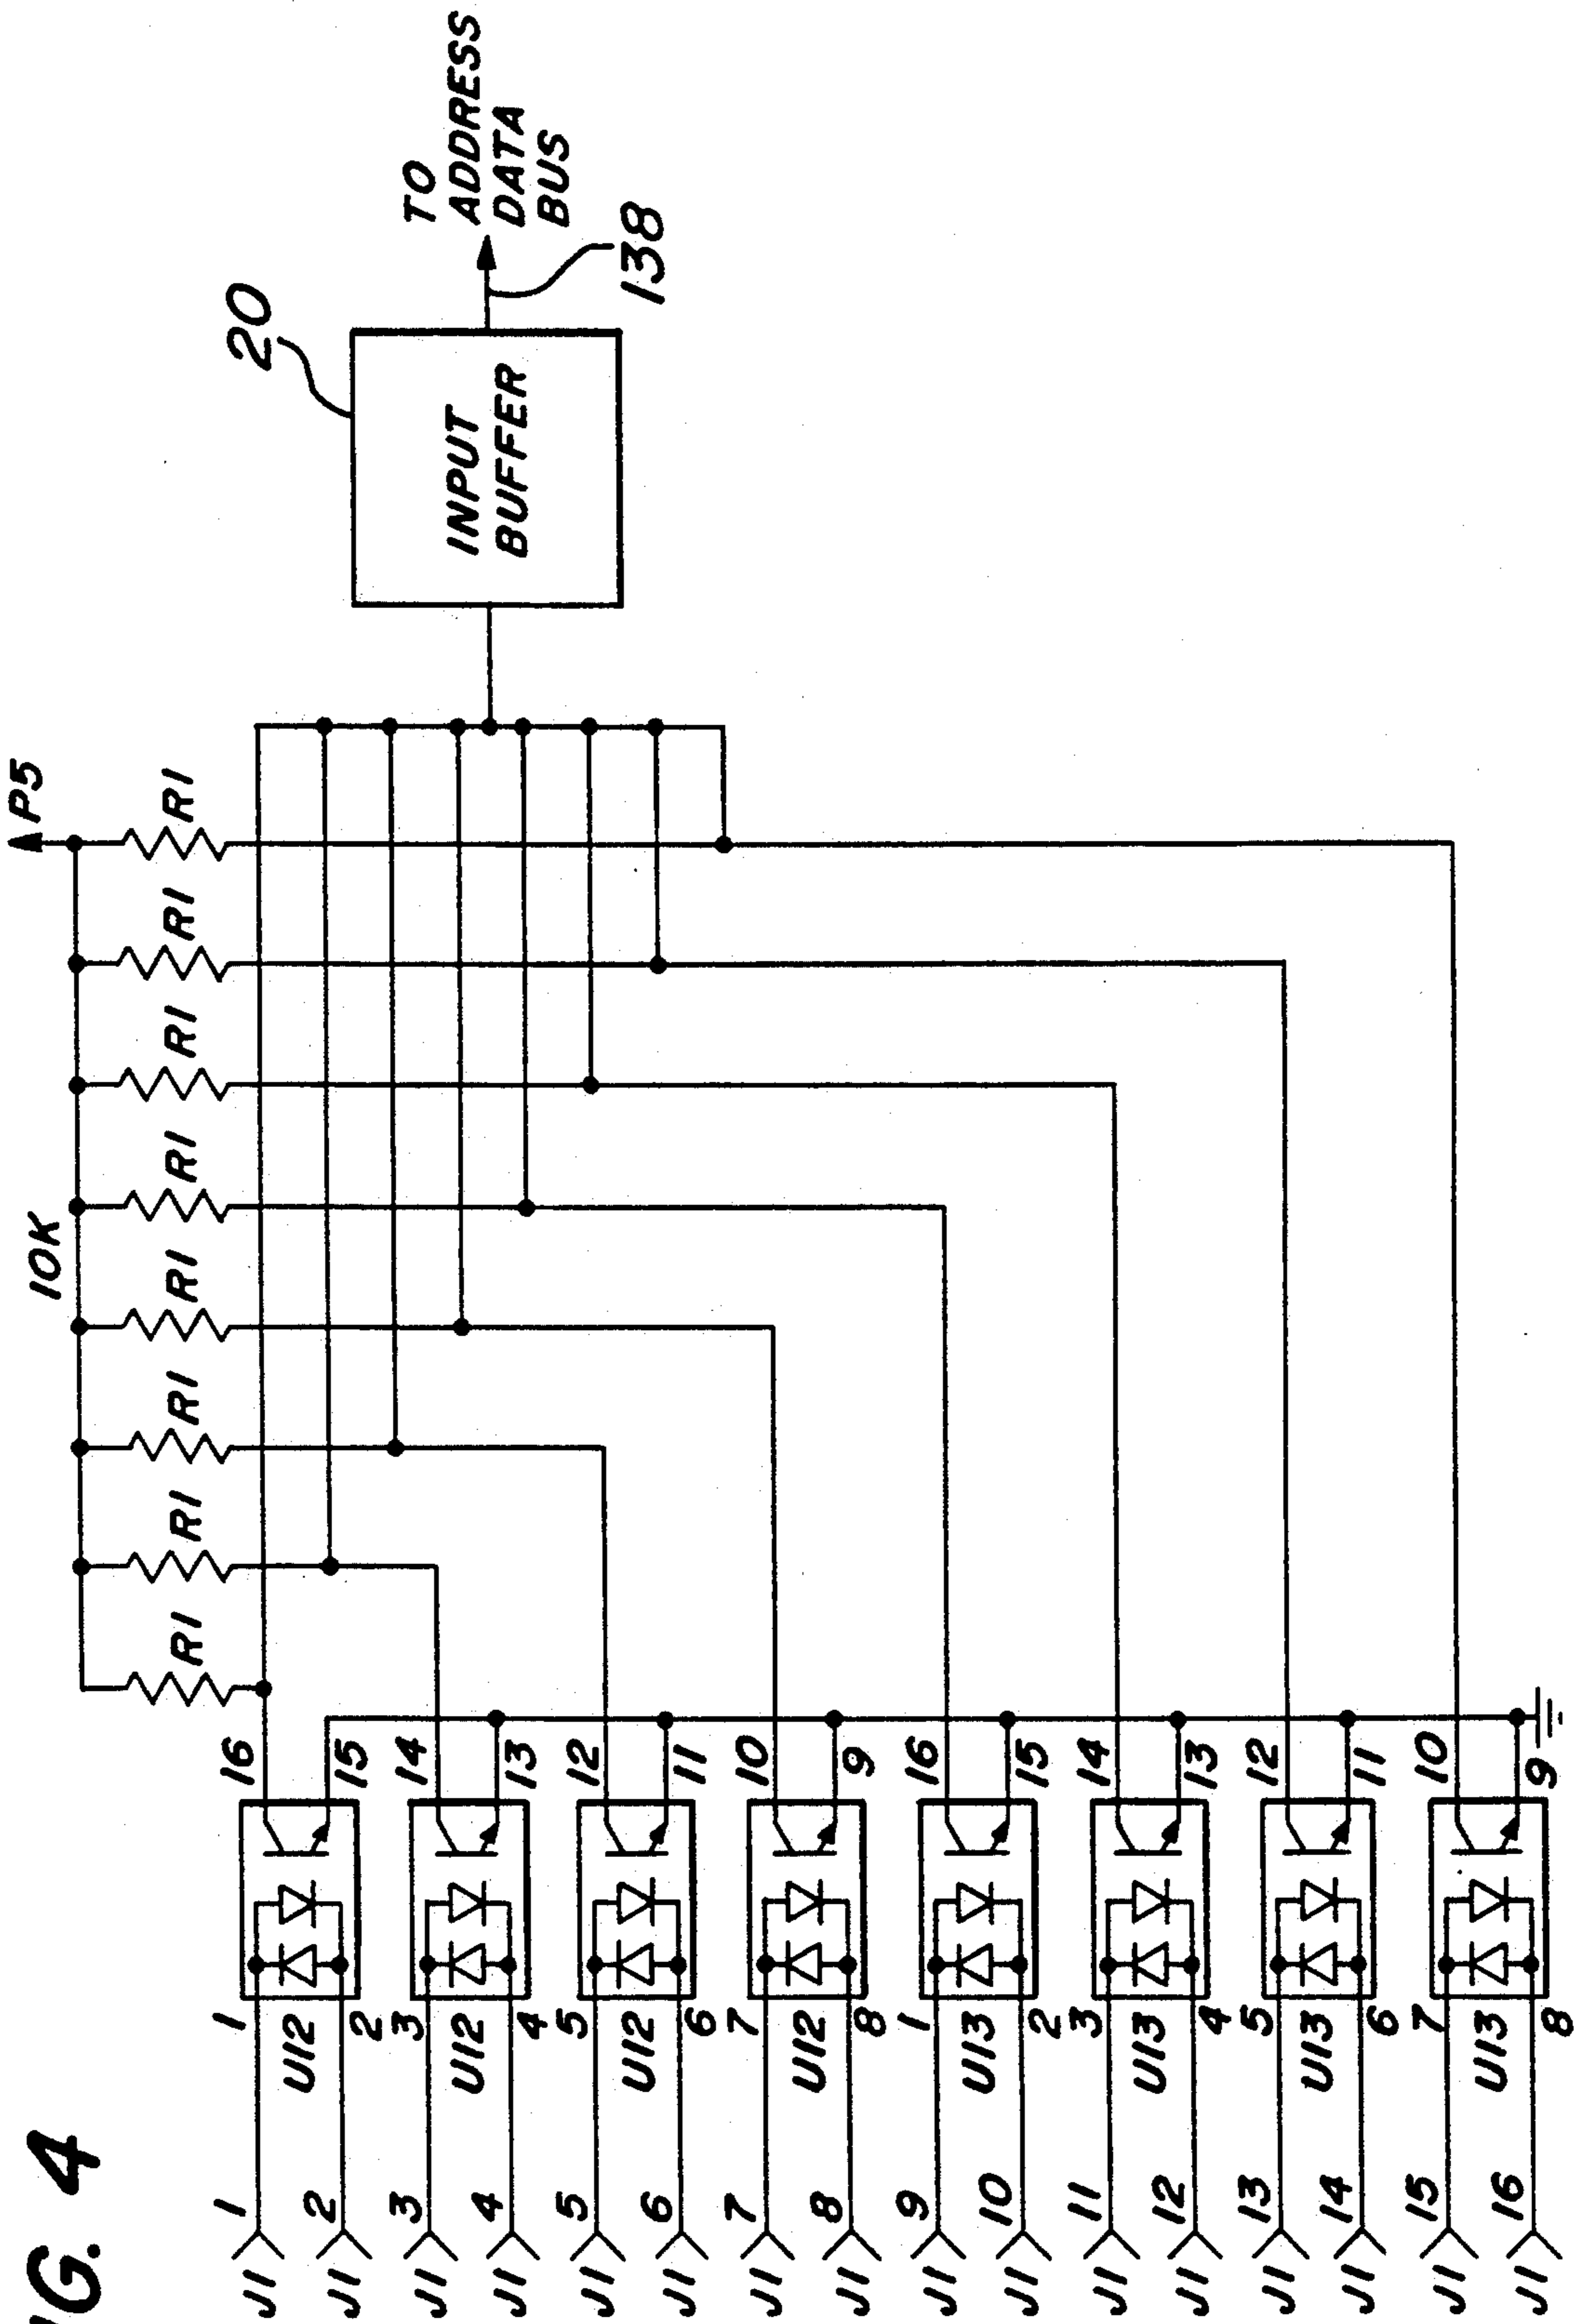 FIG. 4
10K
P5
R1
R1
R1
R1
R1
R1
R1
R1
J1 1
1
U12
16
J1 2
2
15
J1 3
3
U12
14
J1 4
4
13
J1 5
5
U12
12
J1 6
6
11
J1 7
7
U12
10
J1 8
8
9
J1 9
1
U13
16
J1 10
2
15
J1 11
3
U13
14
J1 12
4
13
J1 13
5
U13
12
J1 14
6
11
J1 15
7
U13
10
J1 16
8
9
20
INPUT
BUFFER
TO
ADDRESS
DATA
BUS
138